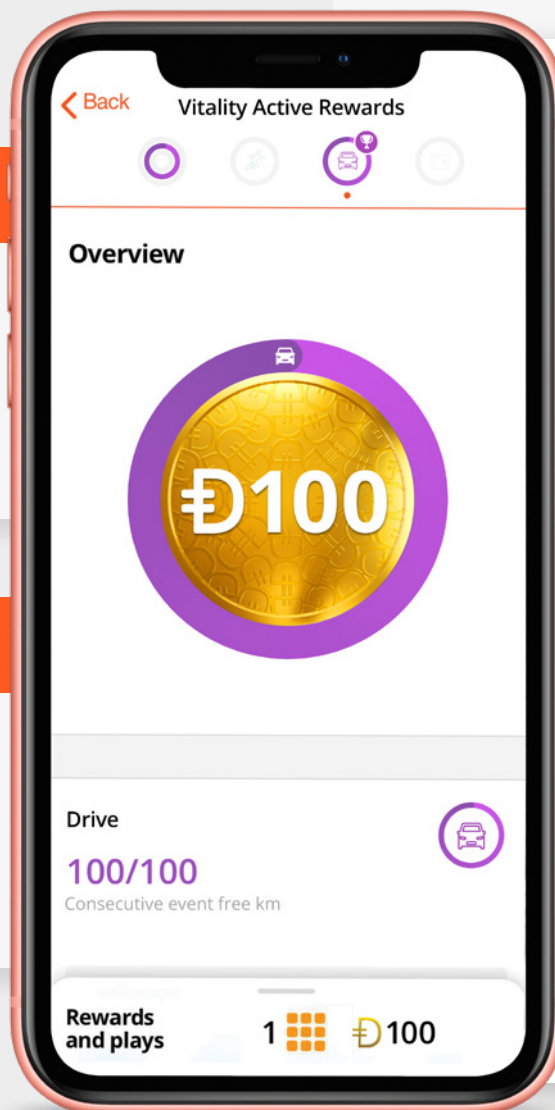 Back
Vitality Active Rewards
Overview
Đ100
Drive
100/100
Consecutive event free km
Rewards
and plays
1
Đ100